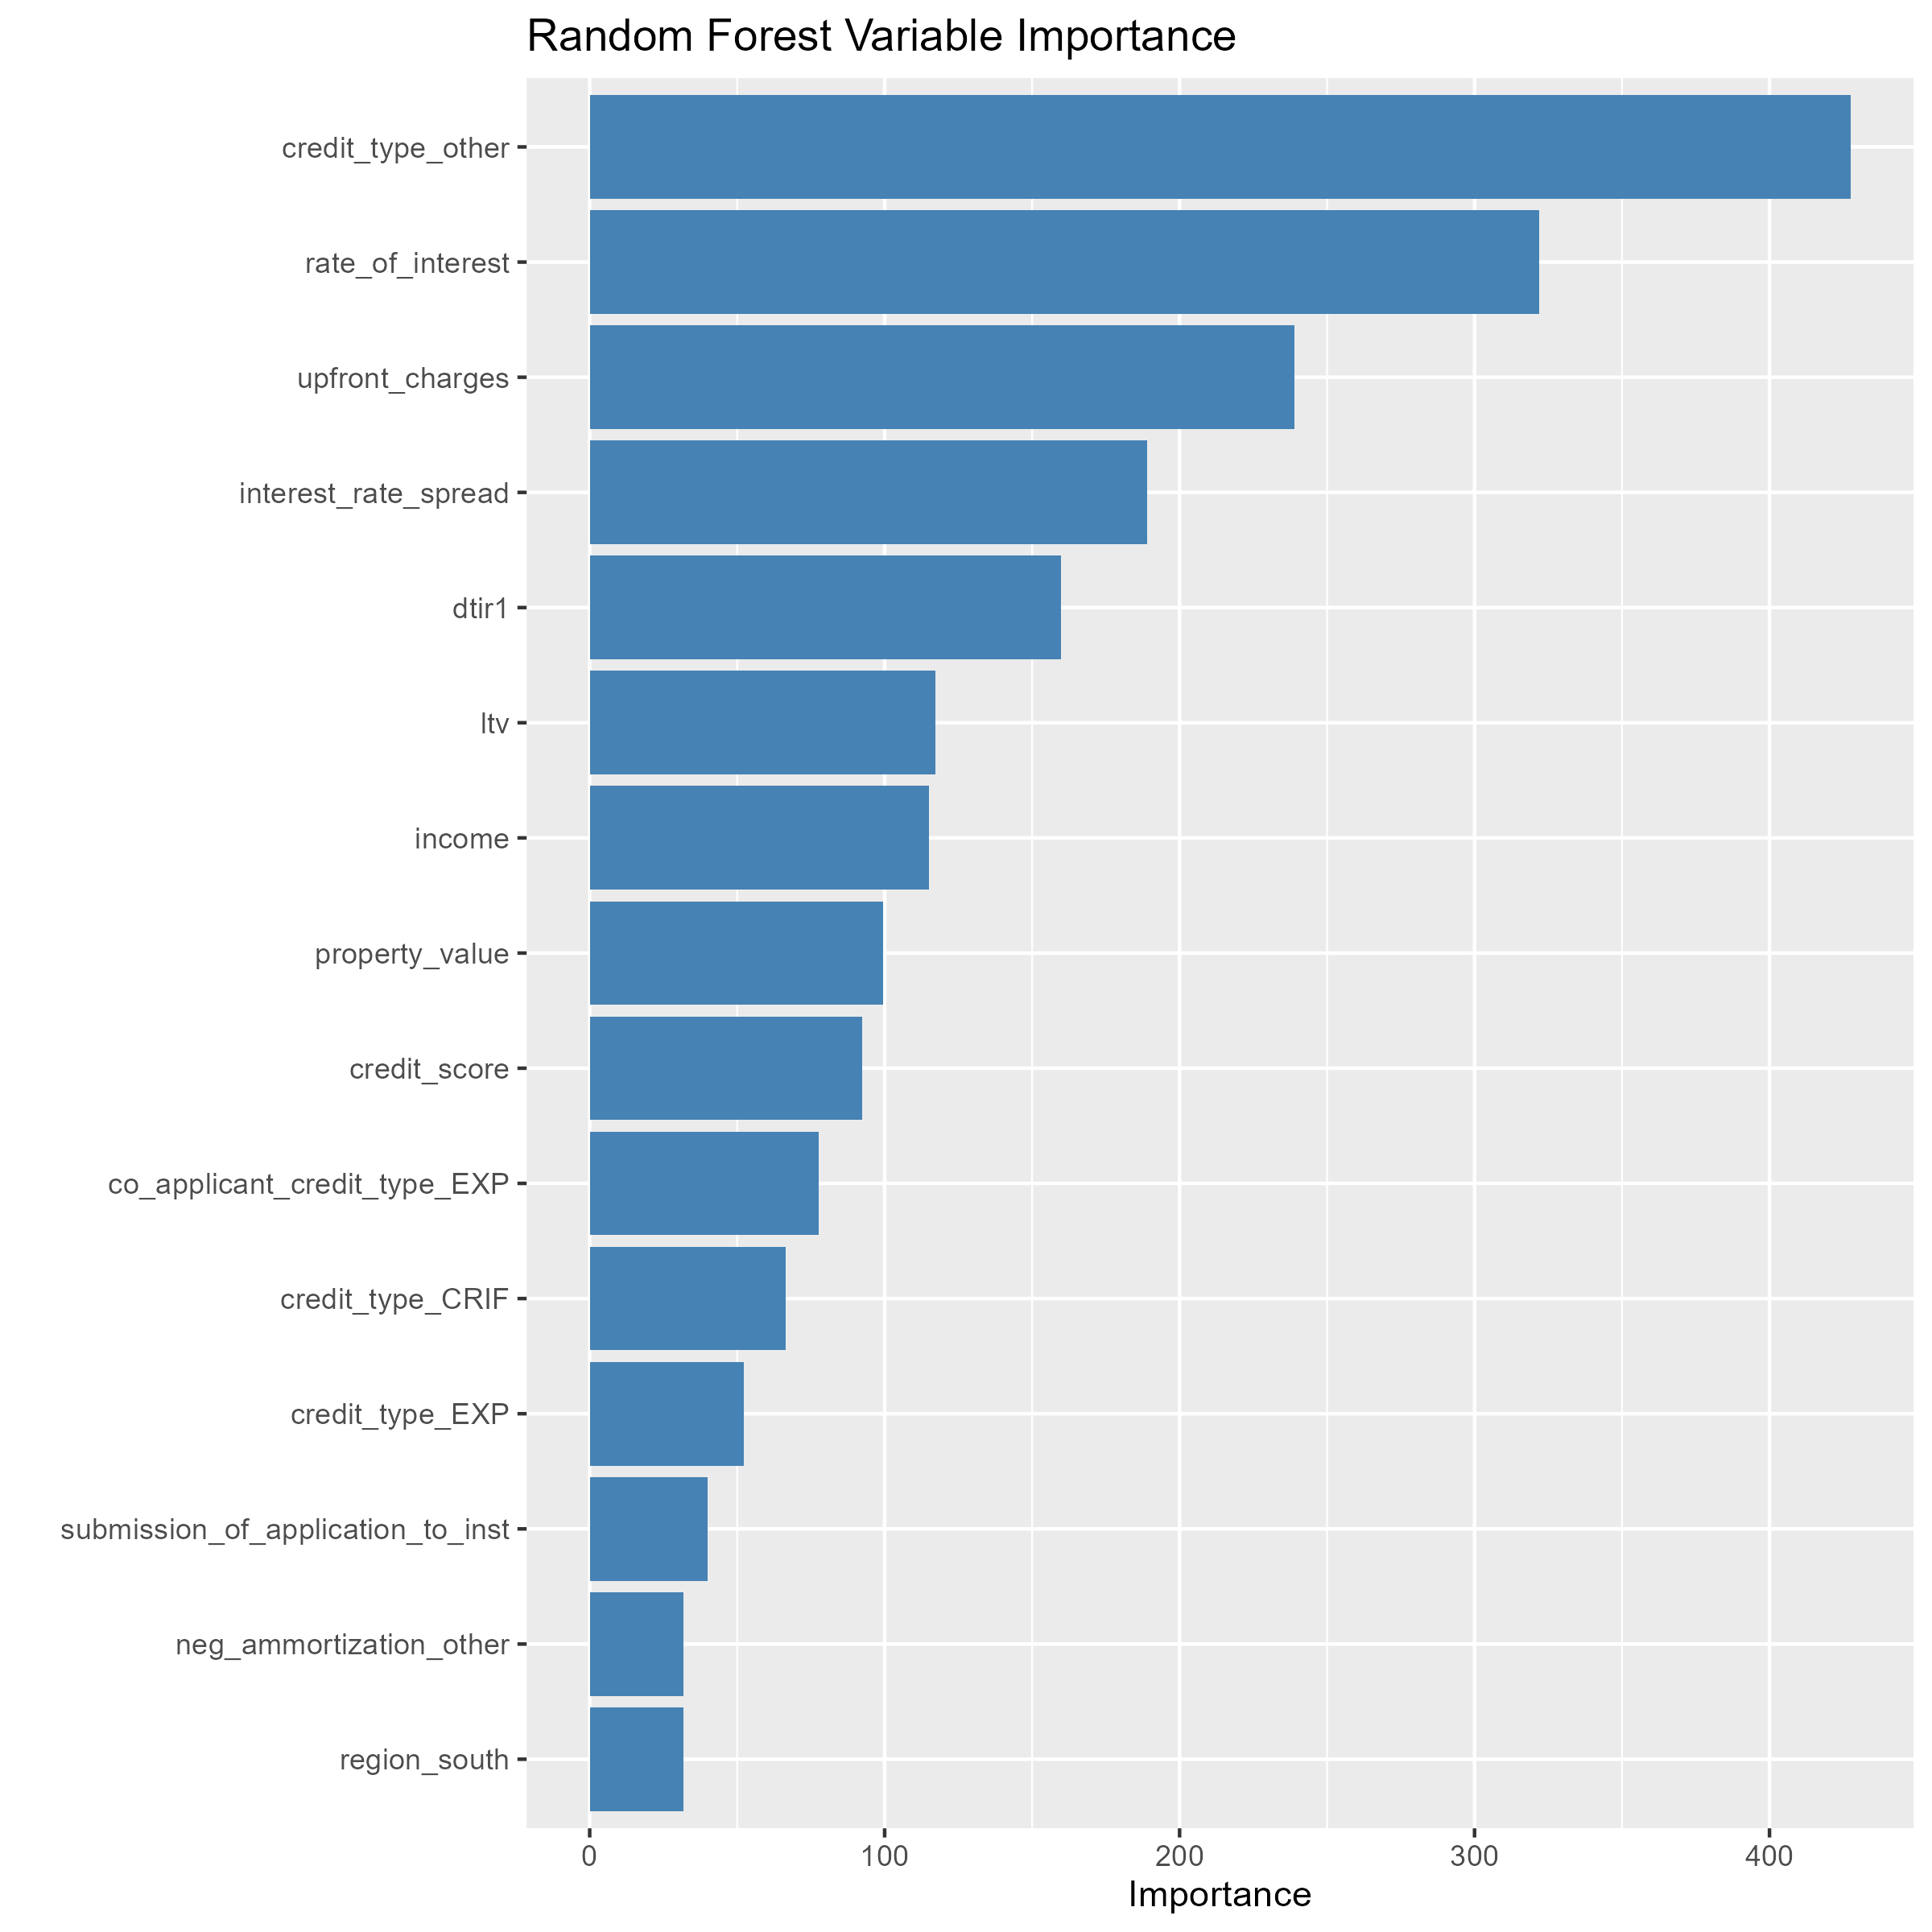 Random Forest Variable Importance
credit_type_other
rate_of_interest
upfront_charges
interest_rate_spread
dtir1
ltv
income
property_value
credit_score
co_applicant_credit_type_EXP
credit_type_CRIF
credit_type_EXP
submission_of_application_to_inst
neg_ammortization_other
region_south
0 100 200 300 400
Importance